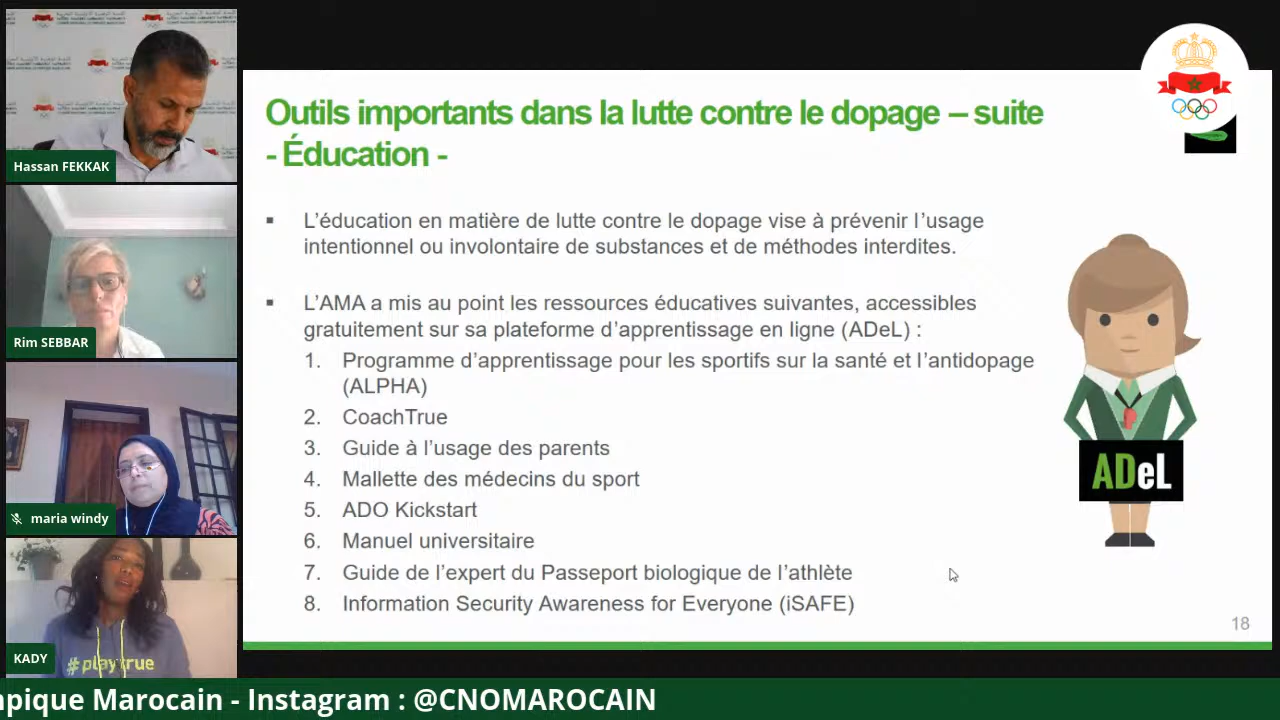 Hassan FEKKAK
Rim SEBBAR
maria windy
#playtrue
KADY
Outils importants dans la lutte contre le dopage – suite
- Éducation -
▪ L’éducation en matière de lutte contre le dopage vise à prévenir l’usage
intentionnel ou involontaire de substances et de méthodes interdites.
▪ L’AMA a mis au point les ressources éducatives suivantes, accessibles
gratuitement sur sa plateforme d’apprentissage en ligne (ADeL) :
1. Programme d’apprentissage pour les sportifs sur la santé et l’antidopage
(ALPHA)
2. CoachTrue
3. Guide à l’usage des parents
4. Mallette des médecins du sport
5. ADO Kickstart
6. Manuel universitaire
7. Guide de l’expert du Passeport biologique de l’athlète
8. Information Security Awareness for Everyone (iSAFE)
ADeL
18
mpique Marocain - Instagram : @CNOMAROCAIN